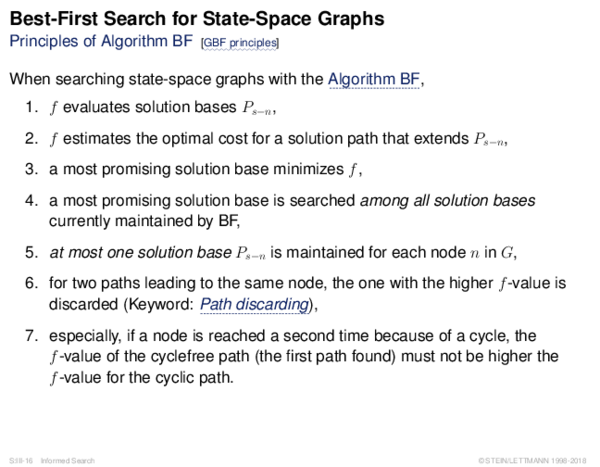 Best-First Search for State-Space Graphs
Principles of Algorithm BF [GBF principles]
When searching state-space graphs with the Algorithm BF,
1. f evaluates solution bases P_{s−n},
2. f estimates the optimal cost for a solution path that extends P_{s−n},
3. a most promising solution base minimizes f,
4. a most promising solution base is searched among all solution bases
currently maintained by BF,
5. at most one solution base P_{s−n} is maintained for each node n in G,
6. for two paths leading to the same node, the one with the higher f-value is
discarded (Keyword: Path discarding),
7. especially, if a node is reached a second time because of a cycle, the
f-value of the cyclefree path (the first path found) must not be higher the
f-value for the cyclic path.
S:II-16 Informed Search ©STEIN/LETTMANN 1998-2018